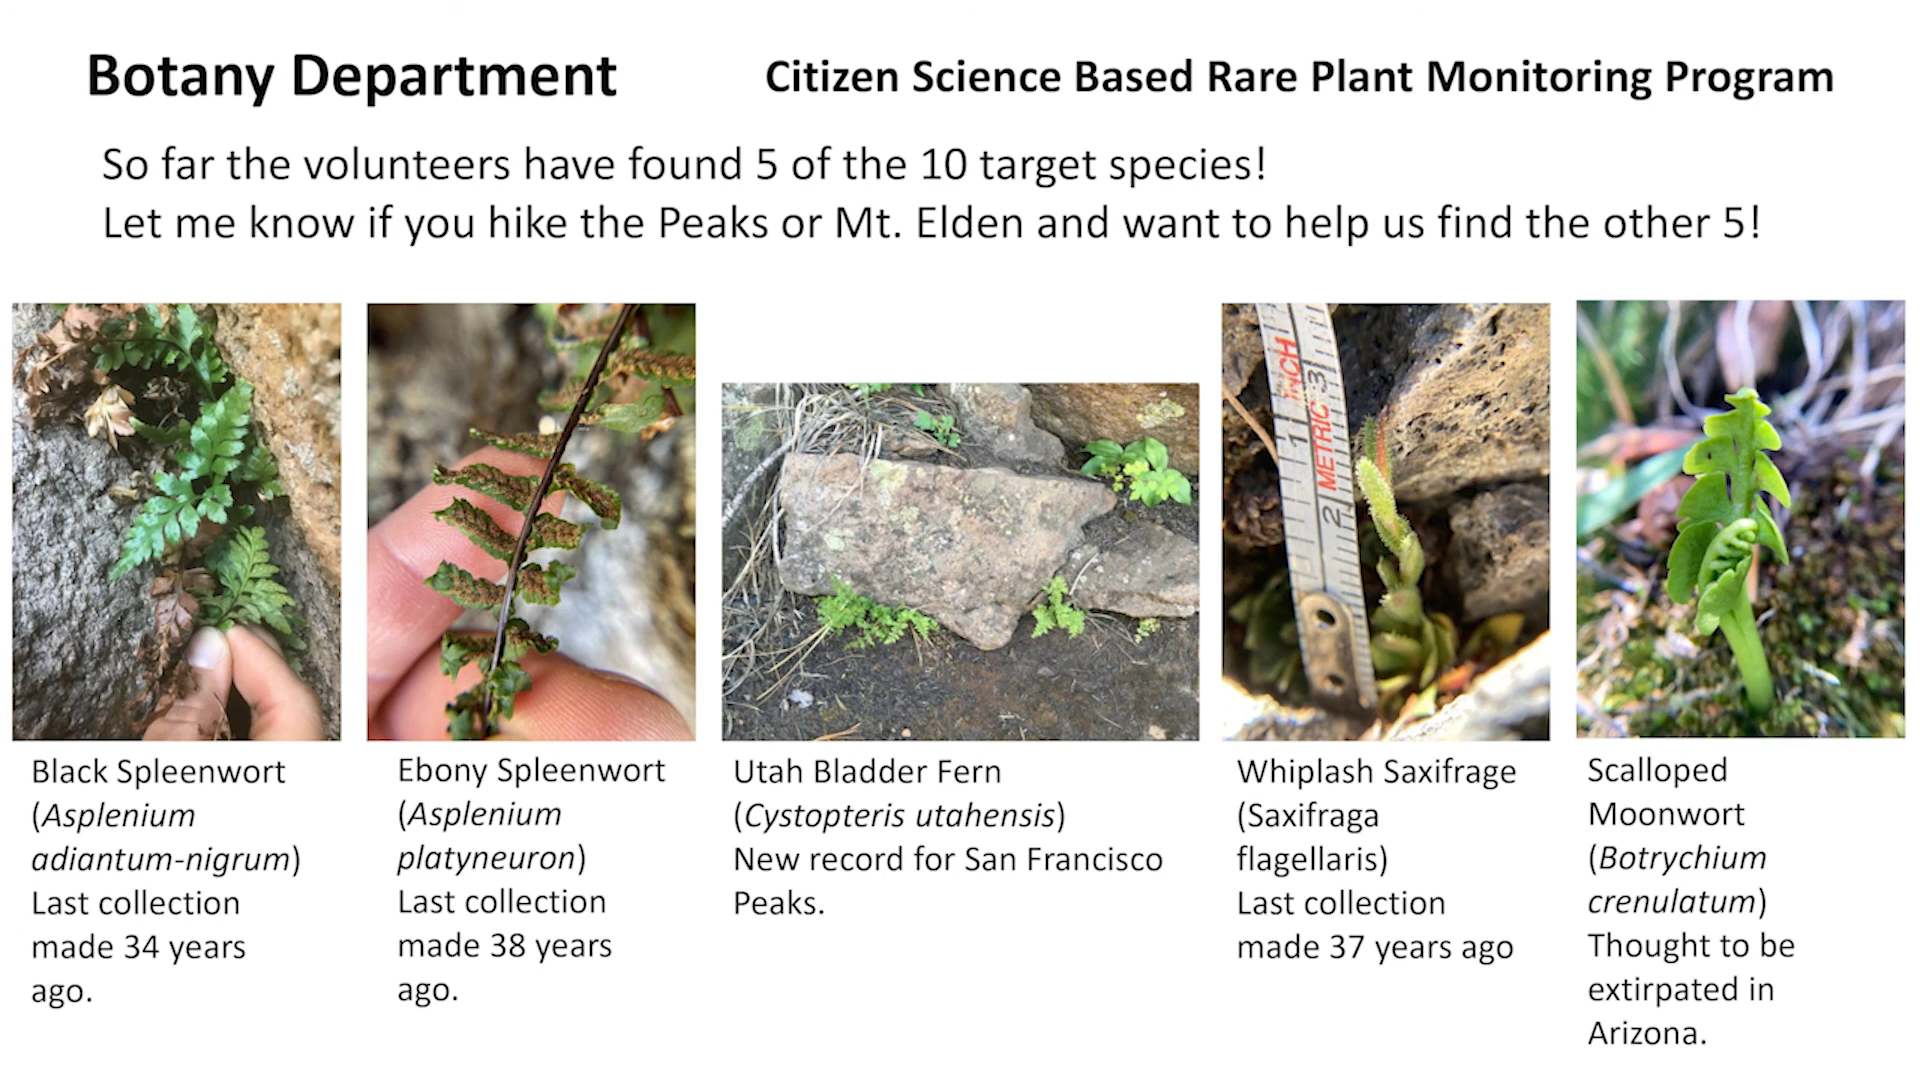 Botany Department
Citizen Science Based Rare Plant Monitoring Program
So far the volunteers have found 5 of the 10 target species!
Let me know if you hike the Peaks or Mt. Elden and want to help us find the other 5!
INCH
1
METRIC
3
2
Black Spleenwort
(Asplenium
adiantum-nigrum)
Last collection
made 34 years
ago.
Ebony Spleenwort
(Asplenium
platyneuron)
Last collection
made 38 years
ago.
Utah Bladder Fern
(Cystopteris utahensis)
New record for San Francisco
Peaks.
Whiplash Saxifrage
(Saxifraga
flagellaris)
Last collection
made 37 years ago
Scalloped
Moonwort
(Botrychium
crenulatum)
Thought to be
extirpated in
Arizona.